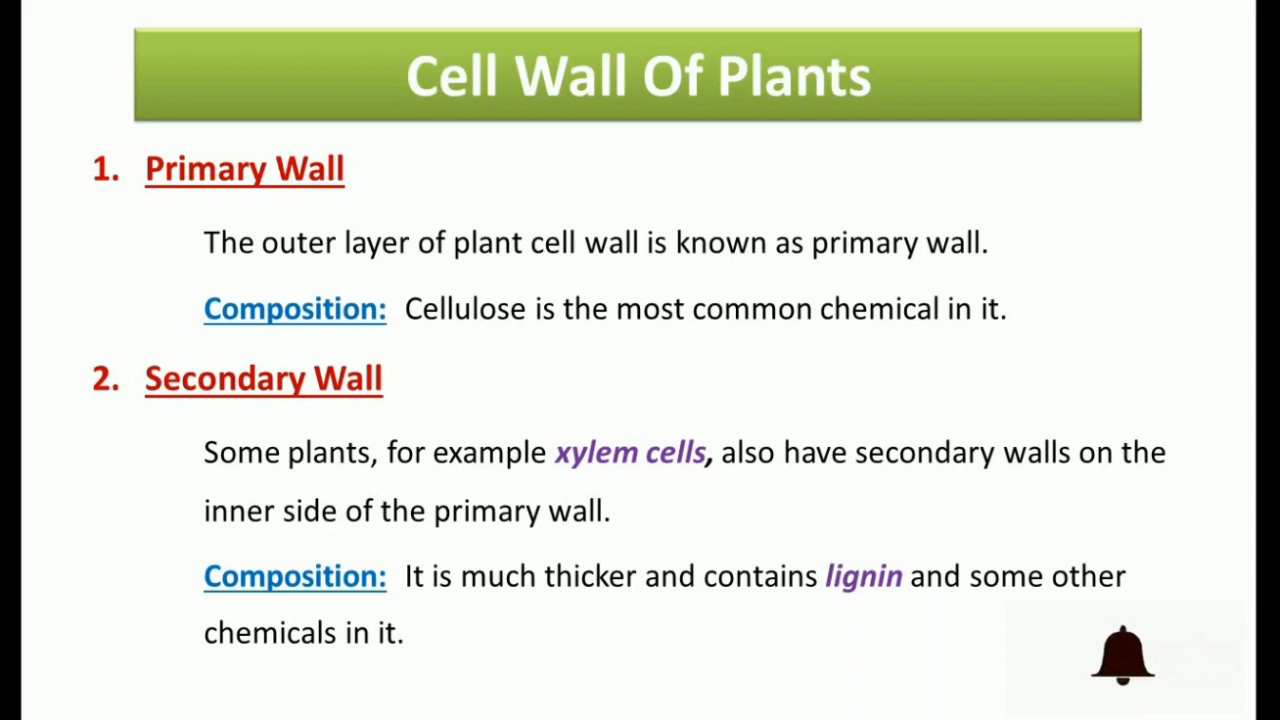 Cell Wall Of Plants
1. Primary Wall
The outer layer of plant cell wall is known as primary wall.
Composition: Cellulose is the most common chemical in it.
2. Secondary Wall
Some plants, for example xylem cells, also have secondary walls on the
inner side of the primary wall.
Composition: It is much thicker and contains lignin and some other
chemicals in it.